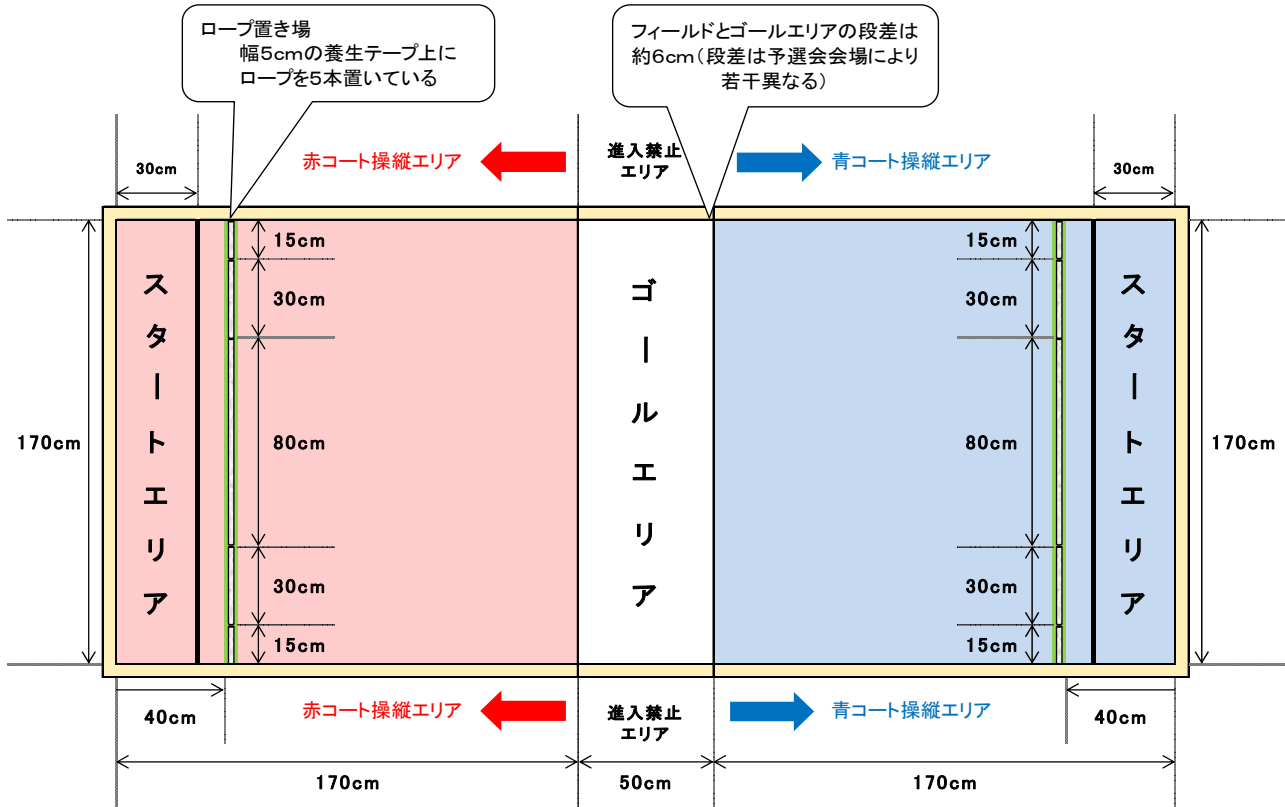 ロープ置き場
幅5cmの養生テープ上に
ロープを5本置いている
フィールドとゴールエリアの段差は
約6cm（段差は予選会会場により
若干異なる）
30cm
赤コート操縦エリア
進入禁止
エリア
青コート操縦エリア
30cm
170cm
スタートエリア
15cm
30cm
80cm
30cm
15cm
ゴールエリア
15cm
30cm
80cm
30cm
15cm
スタートエリア
170cm
40cm
赤コート操縦エリア
進入禁止
エリア
青コート操縦エリア
40cm
170cm
50cm
170cm